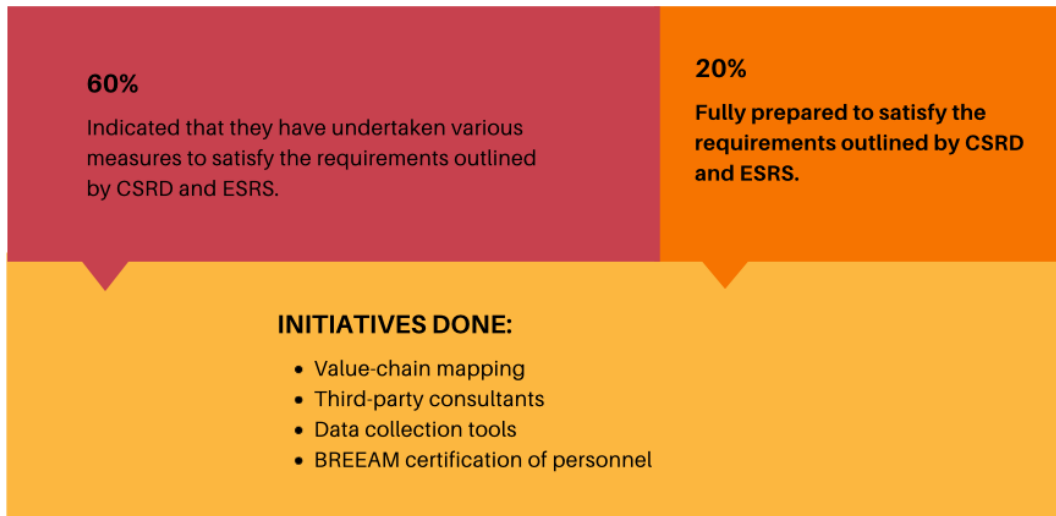 60%
Indicated that they have undertaken various
measures to satisfy the requirements outlined
by CSRD and ESRS.
20%
Fully prepared to satisfy the
requirements outlined by CSRD
and ESRS.
INITIATIVES DONE:
• Value-chain mapping
• Third-party consultants
• Data collection tools
• BREEAM certification of personnel